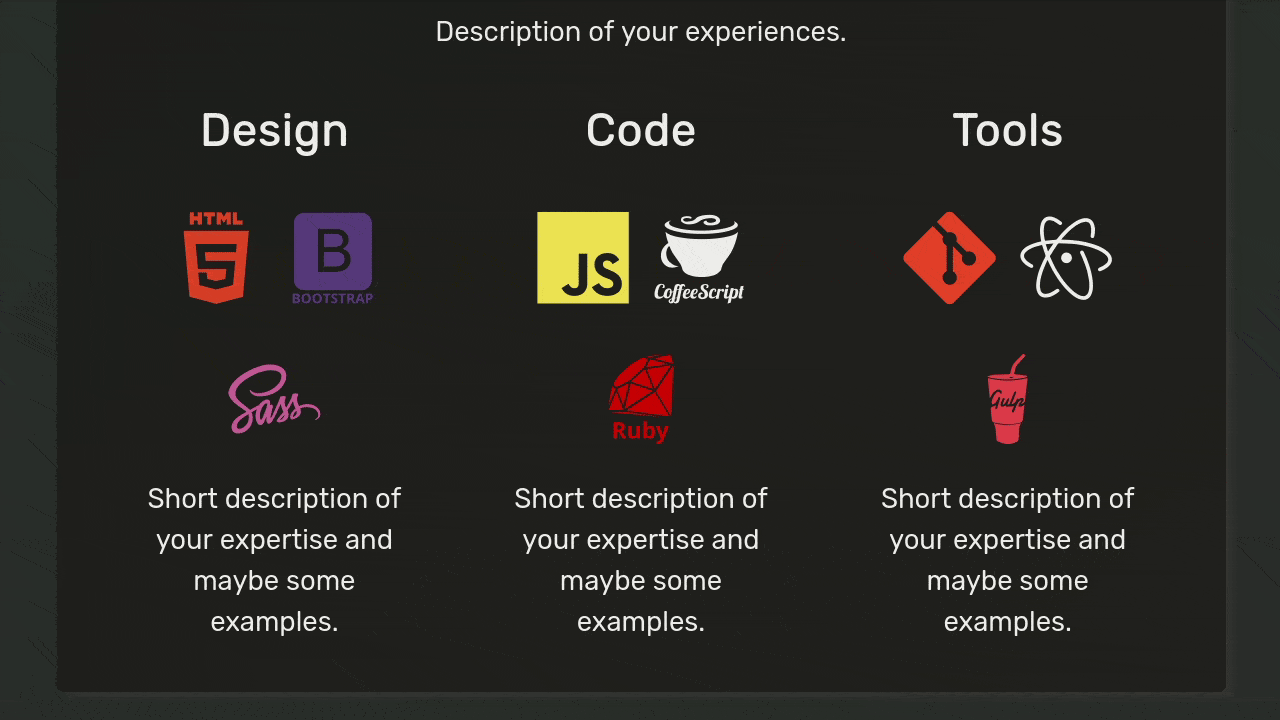 Description of your experiences.
Design
Code
Tools
HTML
5
B
BOOTSTRAP
JS
CoffeeScript
Sass
Ruby
Gulp
Short description of
your expertise and
maybe some
examples.
Short description of
your expertise and
maybe some
examples.
Short description of
your expertise and
maybe some
examples.